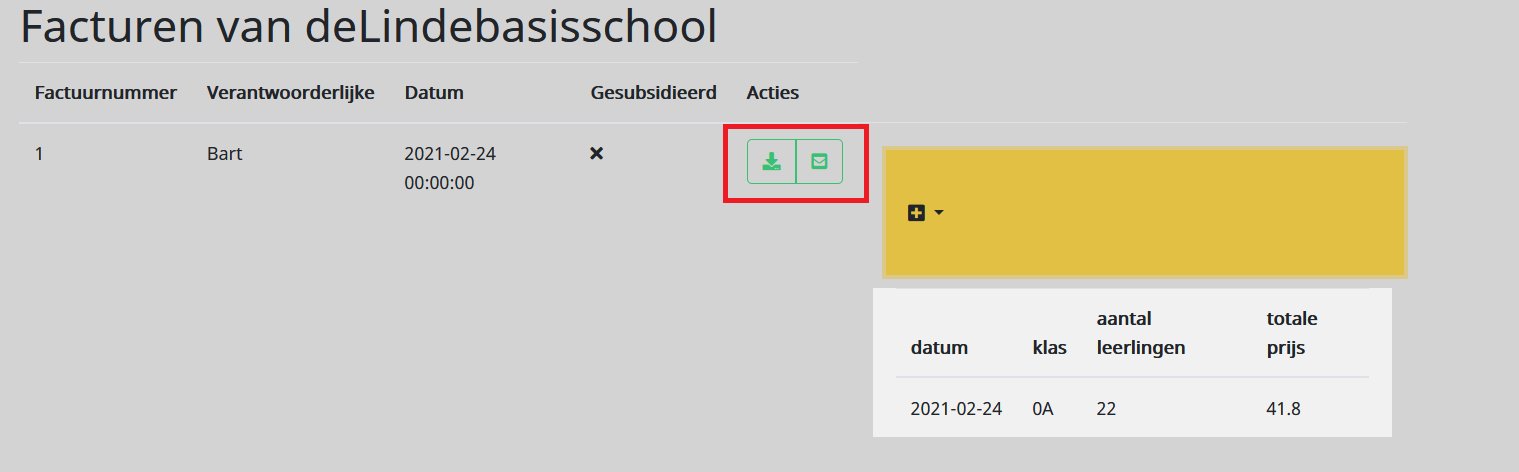 Facturen van deLindebasisschool
Factuurnummer Verantwoorderlijke Datum Gesubsidieerd Acties
1 Bart 2021-02-24
00:00:00
aantal totale
datum klas leerlingen prijs
2021-02-24 0A 22 41.8